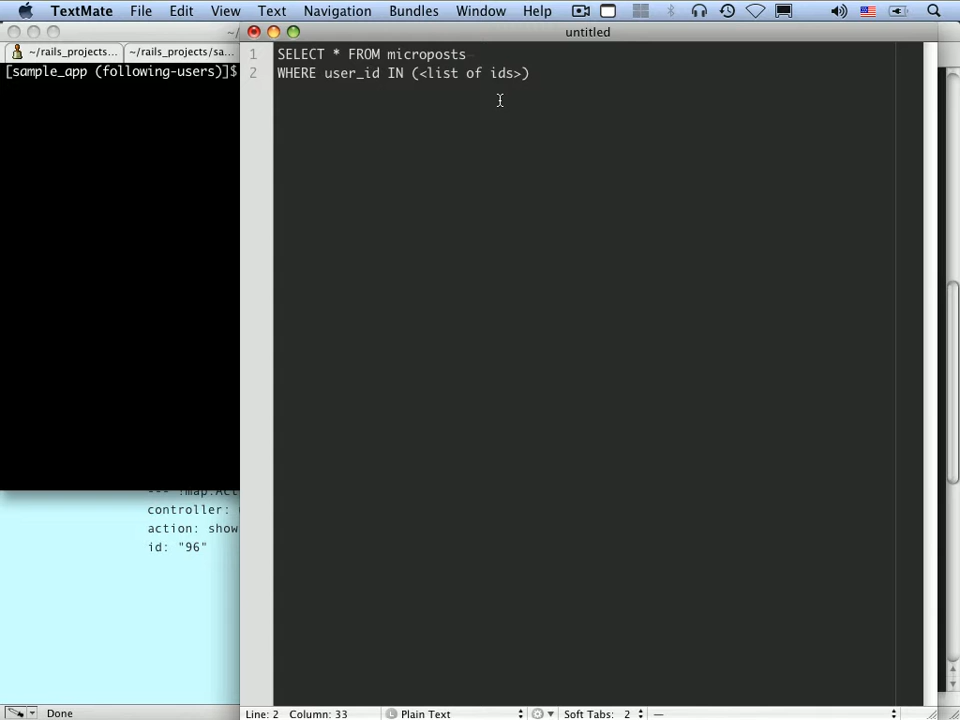 TextMate File Edit View Text Navigation Bundles Window Help
untitled
~/rails_projects... ~/rails_projects/sa...
[sample_app (following-users)]$
1 SELECT * FROM microposts
2 WHERE user_id IN (<list of ids>)
--- !map:Act
controller:
action: show
id: "96"
Done
Line: 2 Column: 33 Plain Text Soft Tabs: 2 —